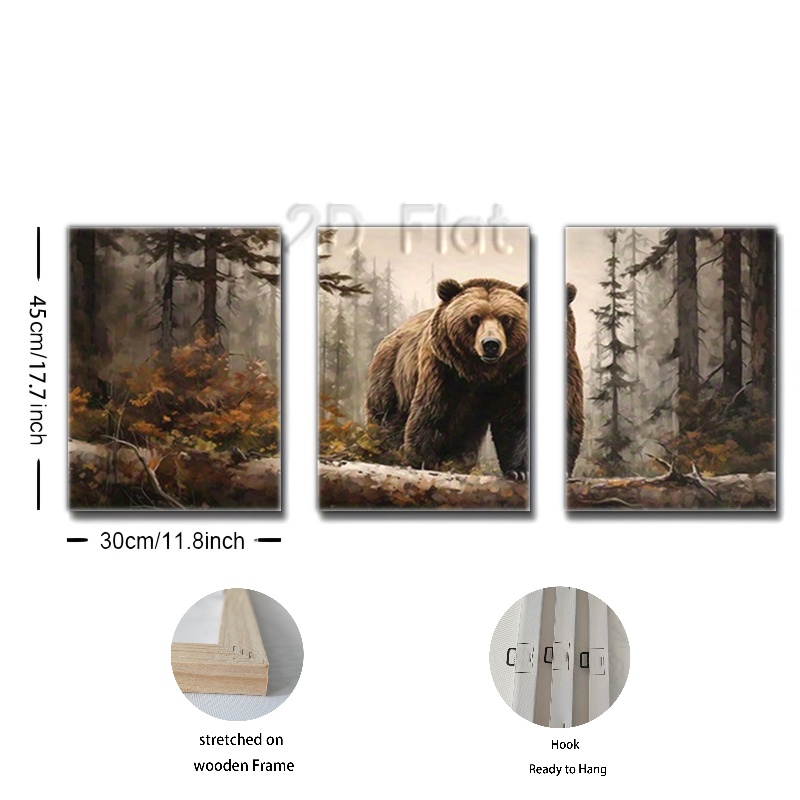 2D Flat
45cm/17.7inch
30cm/11.8inch
stretched on
wooden Frame
Hook
Ready to Hang